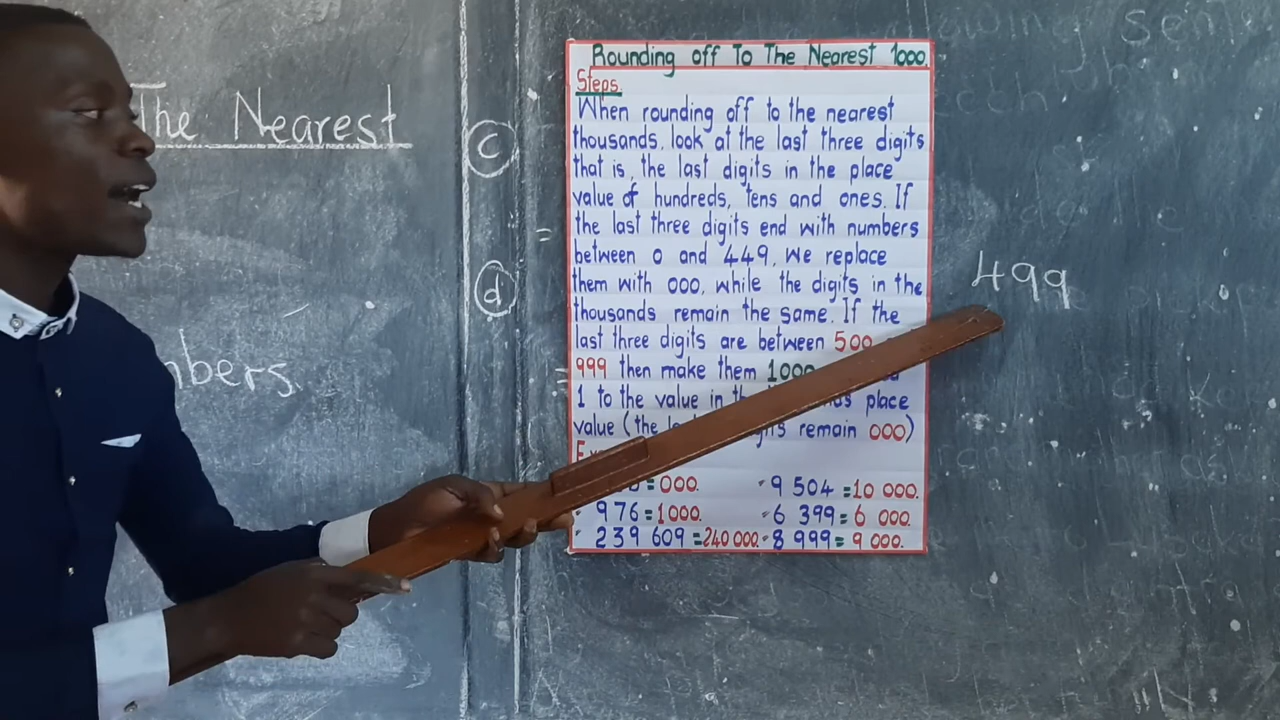 The Nearest
mbers.
c
=
d
=
Rounding off To The Nearest 1000.
Steps.
When rounding off to the nearest
thousands, look at the last three digits
that is, the last digits in the place
value of hundreds, tens and ones. If
the last three digits end with numbers
between 0 and 449, we replace
them with 000, while the digits in the
thousands remain the same. If the
last three digits are between 500
999 then make them 1000
1 to the value in place
value (the remain 000)
= 000. 9 504 = 10 000.
976 = 1000. 6 399 = 6 000.
239 609 = 240 000. 8 999 = 9 000.
499